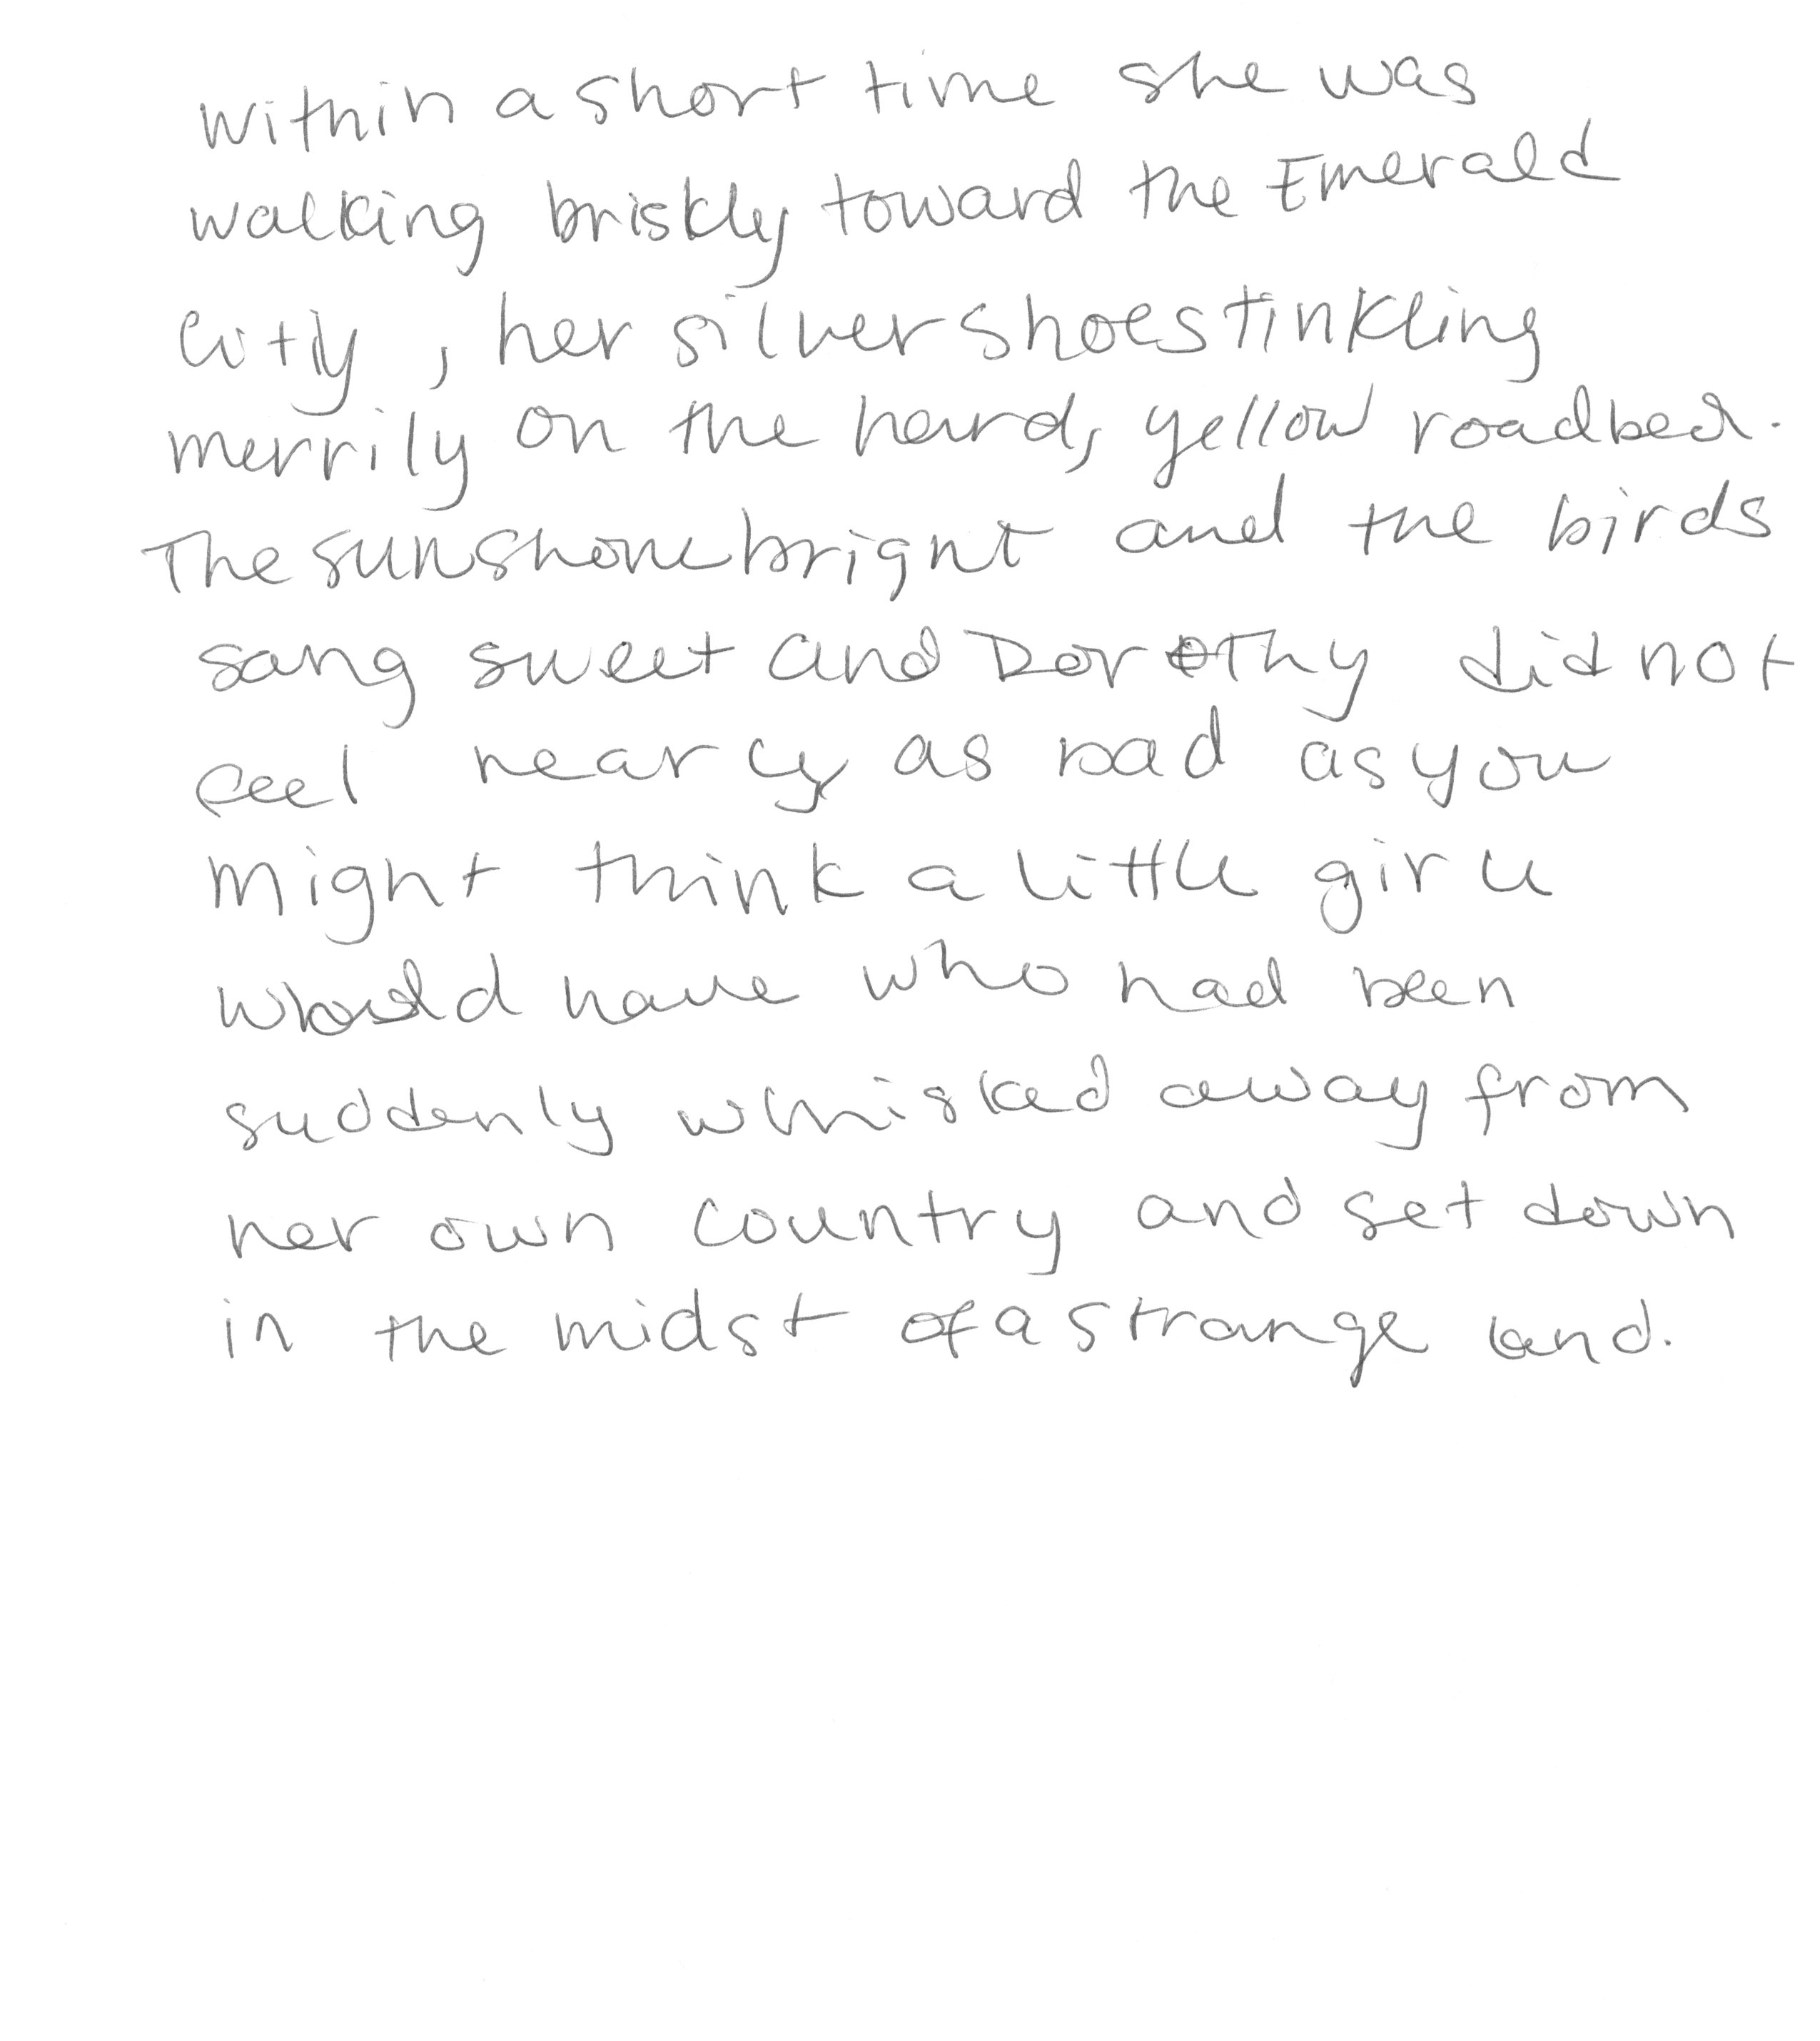 Within a short time she was
walking briskly toward the Emerald
City, her silver shoes tinkling
merrily on the hard, yellow roadbed.
The sun shone bright and the birds
sang sweet and Dorothy did not
feel nearly as bad as you
might think a little girl
would have who had been
suddenly whisked away from
her own country and set down
in the midst of a strange land.